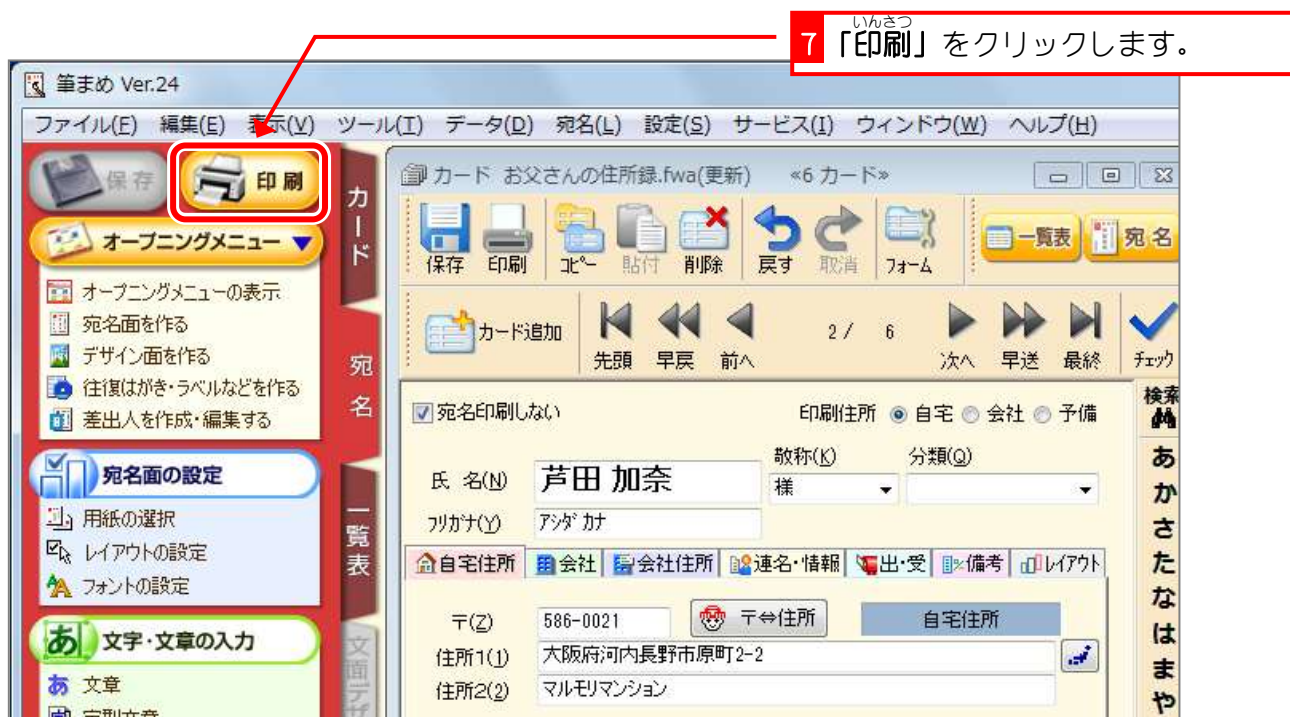 いんさつ
7 「印刷」をクリックします。
筆まめ Ver.24
ファイル(F) 編集(E) 表示(V) ツール(T) データ(D) 宛名(L) 設定(S) サービス(I) ウィンドウ(W) ヘルプ(H)
保存 印刷
オープニングメニュー ▼
オープニングメニューの表示
宛名面を作る
デザイン面を作る
往復はがき・ラベルなどを作る
差出人を作成・編集する
宛名面の設定
用紙の選択
レイアウトの設定
フォントの設定
あ 文字・文章の入力
あ 文章
定型文章
カード
宛名
一覧表
文面デザ
カード お父さんの住所録.fwa(更新) «6 カード»
保存 印刷 コピー 貼付 削除 戻す 取消 フォーム 一覧表 宛名
カード追加 先頭 早戻 前へ 2 / 6 次へ 早送 最終 チェック
宛名印刷しない 印刷住所 自宅 会社 予備
敬称(K) 分類(Q)
氏 名(N) 芦田 加奈 様
フリガナ(Y) アシダ カナ
自宅住所 会社 会社住所 連名・情報 出・受 備考 レイアウト
〒(Z) 586-0021 〒⇔住所 自宅住所
住所1(1) 大阪府河内長野市原町2-2
住所2(2) マルモリマンション
検索
あ
か
さ
た
な
は
ま
や